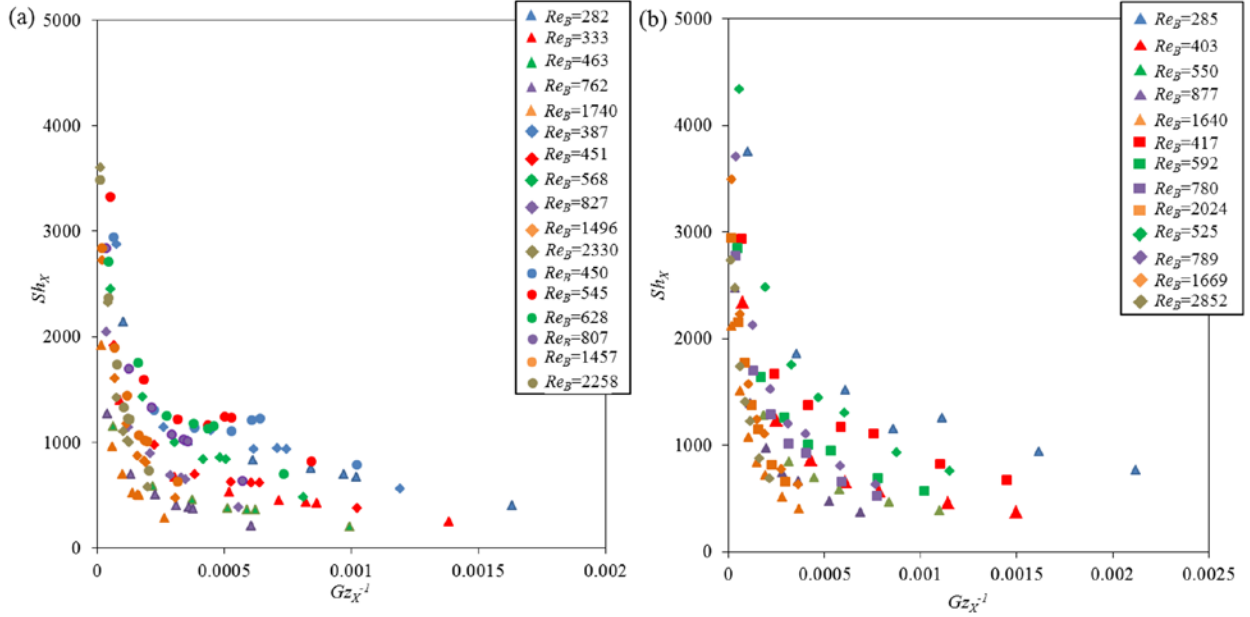 (a)
5000
4000
3000
2000
1000
0
Sh_X
0
0.0005
0.001
0.0015
0.002
Gz_X^-1
Re_B=282
Re_B=333
Re_B=463
Re_B=762
Re_B=1740
Re_B=387
Re_B=451
Re_B=568
Re_B=827
Re_B=1496
Re_B=2330
Re_B=450
Re_B=545
Re_B=628
Re_B=807
Re_B=1457
Re_B=2258
(b)
5000
4000
3000
2000
1000
0
Sh_X
0
0.0005
0.001
0.0015
0.002
0.0025
Gz_X^-1
Re_B=285
Re_B=403
Re_B=550
Re_B=877
Re_B=1640
Re_B=417
Re_B=592
Re_B=780
Re_B=2024
Re_B=525
Re_B=789
Re_B=1669
Re_B=2852